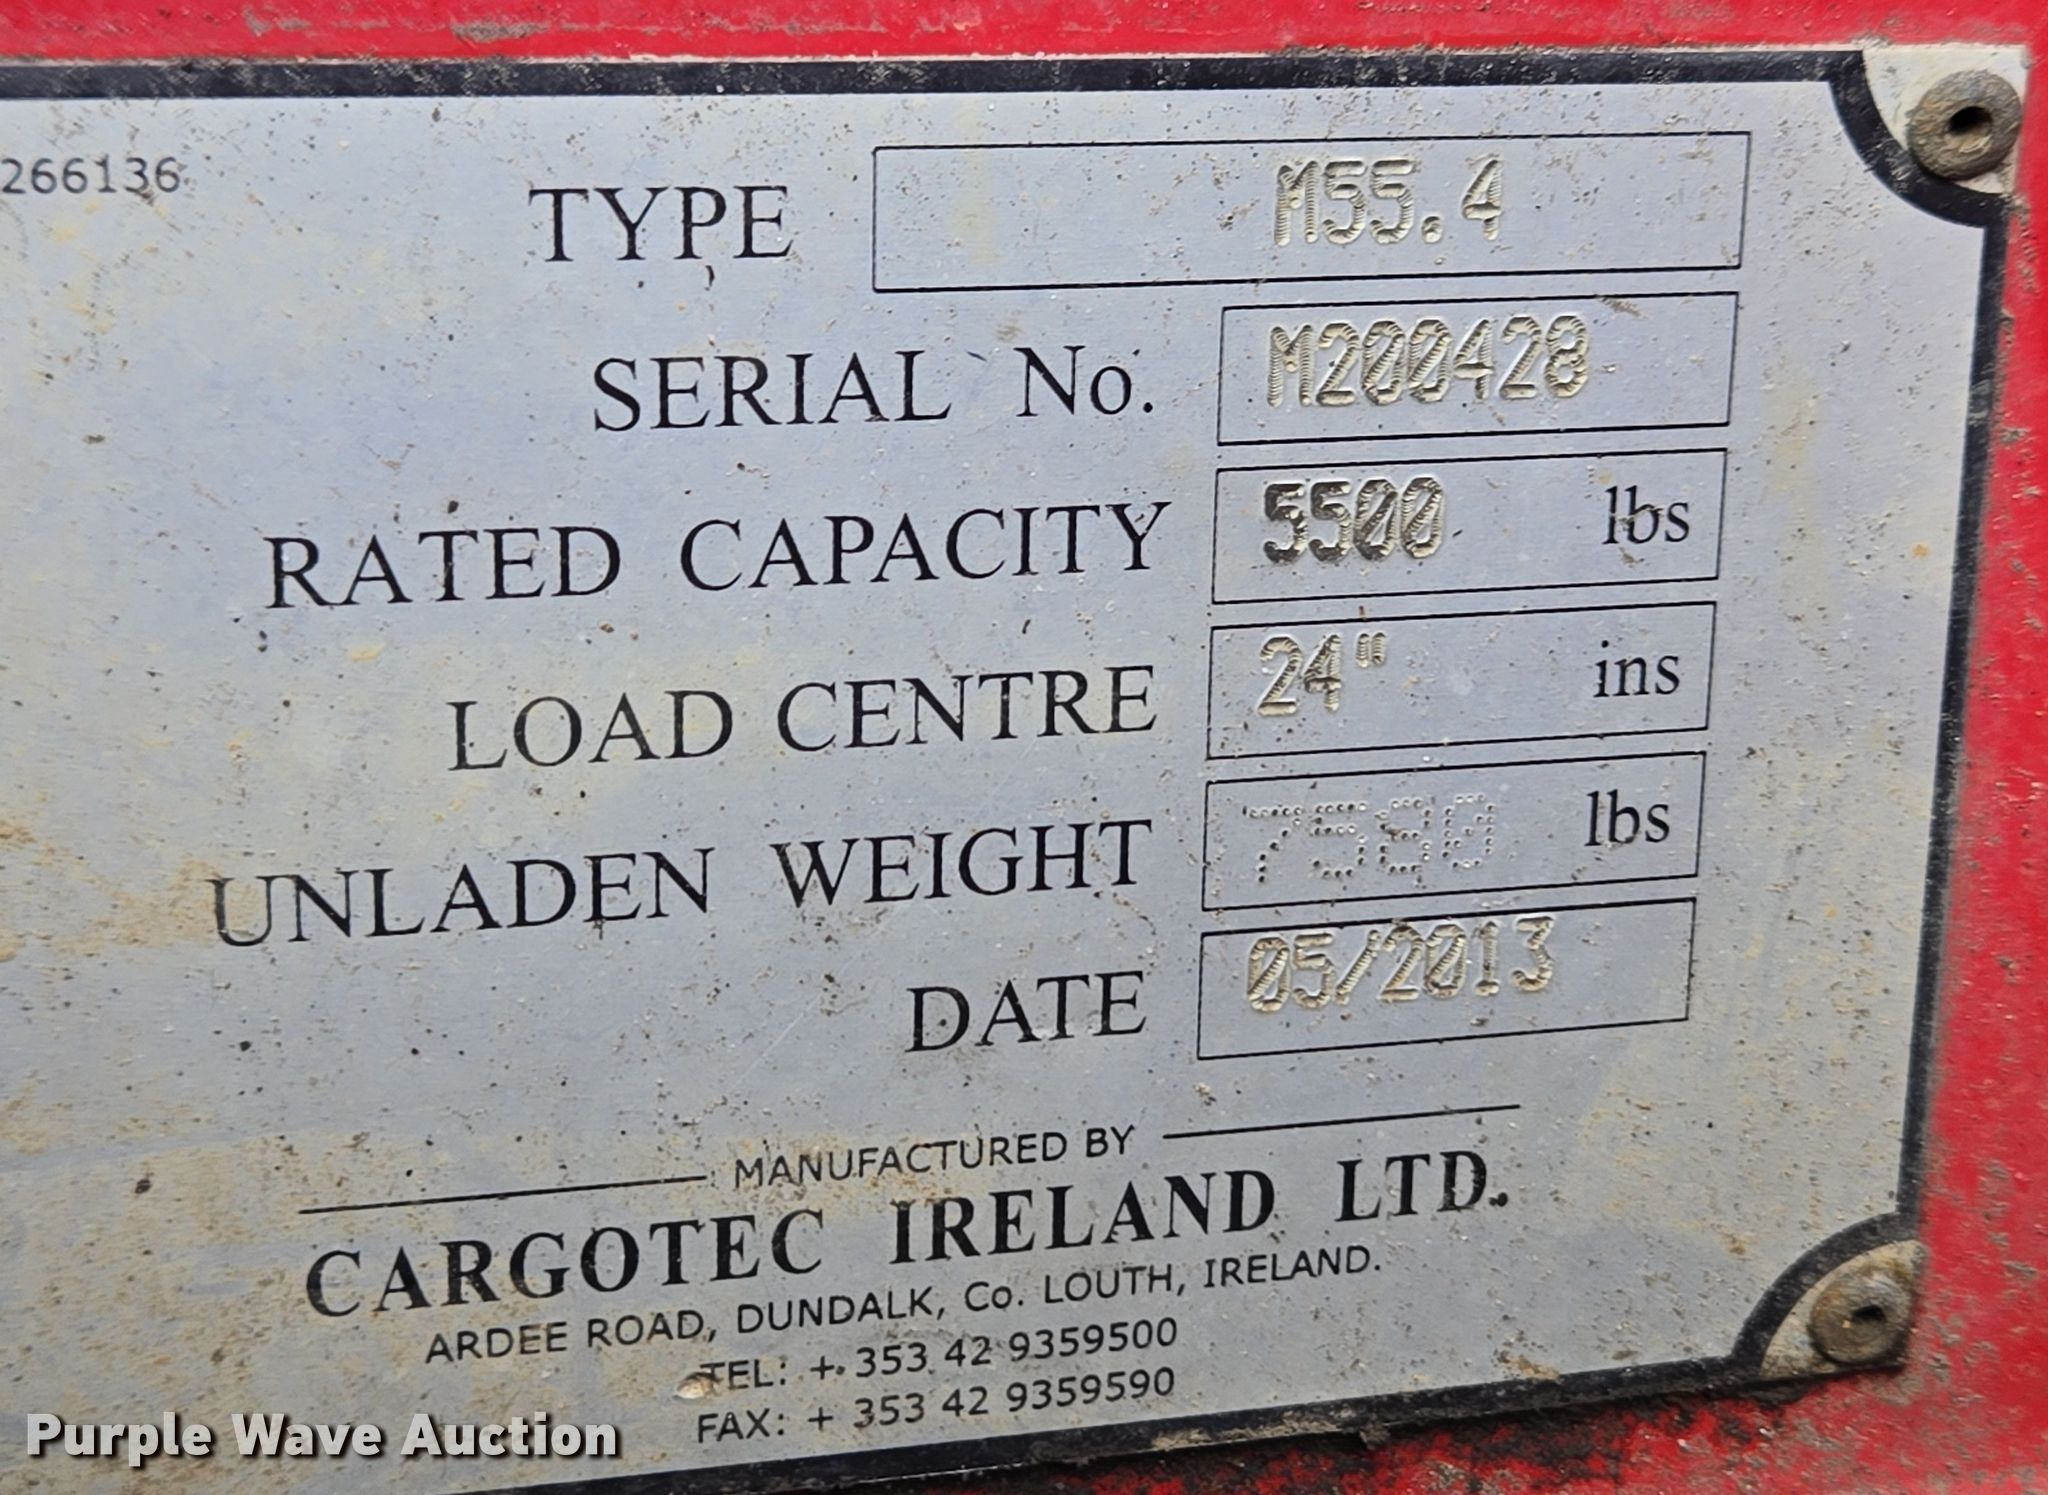 266136
TYPE M55.4
SERIAL No. M200428
RATED CAPACITY 5500 lbs
LOAD CENTRE 24" ins
UNLADEN WEIGHT 7580 lbs
DATE 05/2013
MANUFACTURED BY
CARGOTEC IRELAND LTD.
ARDEE ROAD, DUNDALK, Co. LOUTH, IRELAND.
TEL: + 353 42 9359500
FAX: + 353 42 9359590
Purple Wave Auction